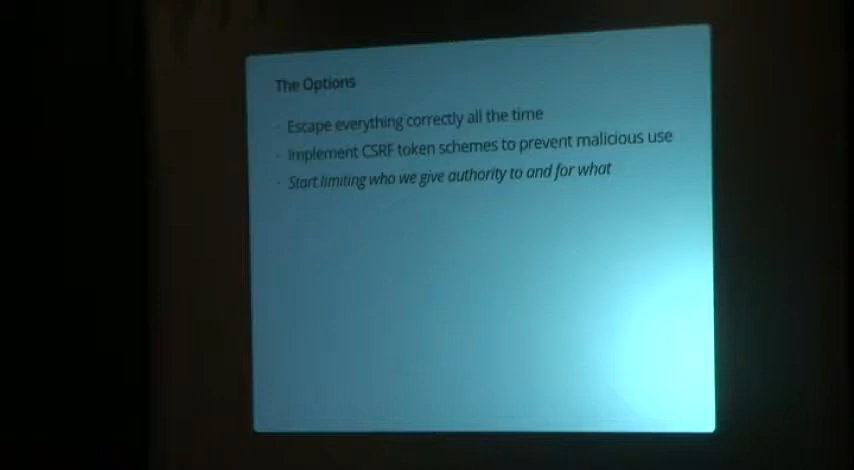 The Options
· Escape everything correctly all the time
· Implement CSRF token schemes to prevent malicious use
· Start limiting who we give authority to and for what